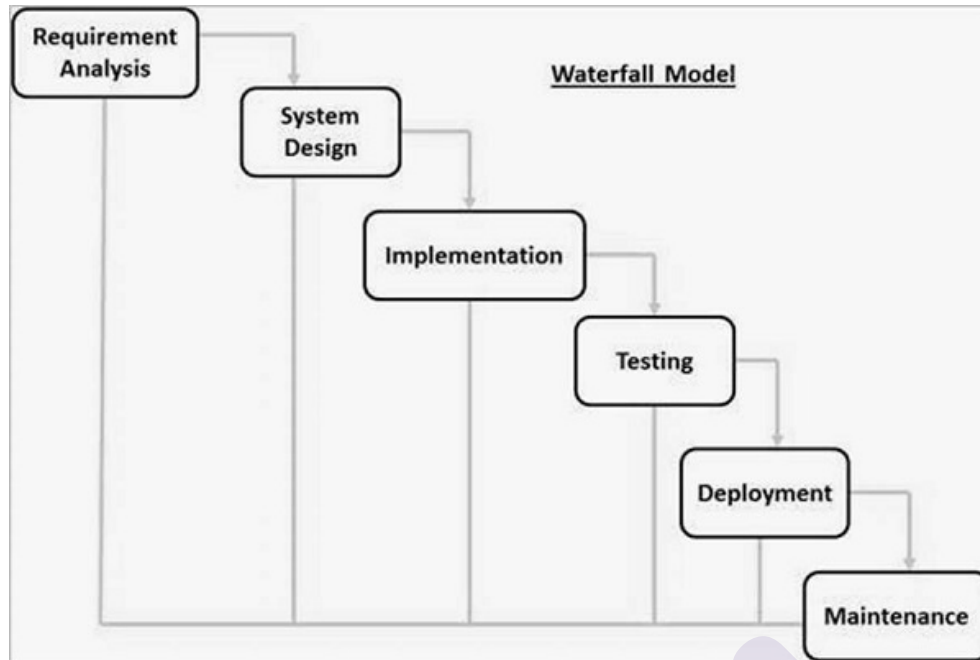 Requirement
Analysis
Waterfall Model
System
Design
Implementation
Testing
Deployment
Maintenance